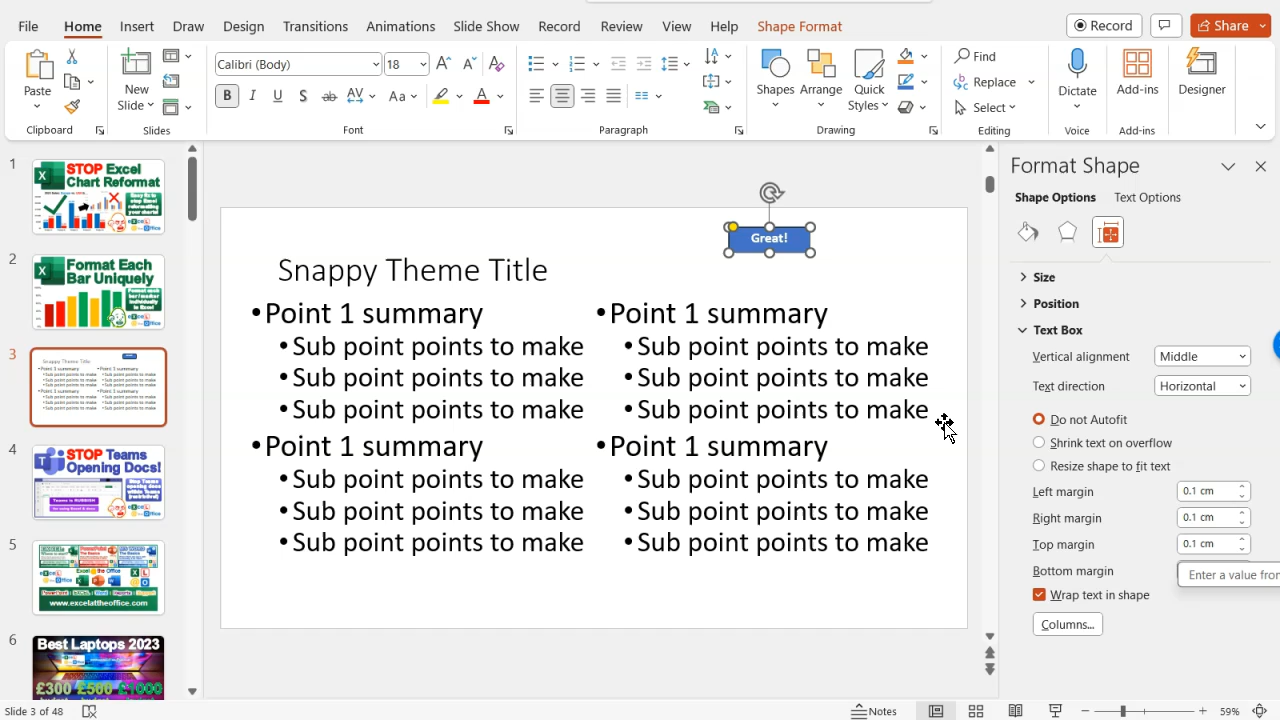 File Home Insert Draw Design Transitions Animations Slide Show Record Review View Help Shape Format
Record Share
Calibri (Body) 18
Paste New Slide Shapes Arrange Quick Styles Find Replace Select Dictate Add-ins Designer
Clipboard Slides Font Paragraph Drawing Editing Voice Add-ins
1
STOP Excel
Chart Reformat
2
Format Each
Bar Uniquely
3
Snappy Theme Title
4
STOP Teams
Opening Docs!
5
www.excelattheoffice.com
6
Best Laptops 2023
£300 £500 £1000
Great!
Snappy Theme Title
•Point 1 summary
•Sub point points to make
•Sub point points to make
•Sub point points to make
•Point 1 summary
•Sub point points to make
•Sub point points to make
•Sub point points to make
•Point 1 summary
•Sub point points to make
•Sub point points to make
•Sub point points to make
•Point 1 summary
•Sub point points to make
•Sub point points to make
•Sub point points to make
Format Shape
Shape Options Text Options
Size
Position
Text Box
Vertical alignment Middle
Text direction Horizontal
Do not Autofit
Shrink text on overflow
Resize shape to fit text
Left margin 0.1 cm
Right margin 0.1 cm
Top margin 0.1 cm
Bottom margin
Enter a value from
Wrap text in shape
Columns...
Slide 3 of 48 Notes 59%